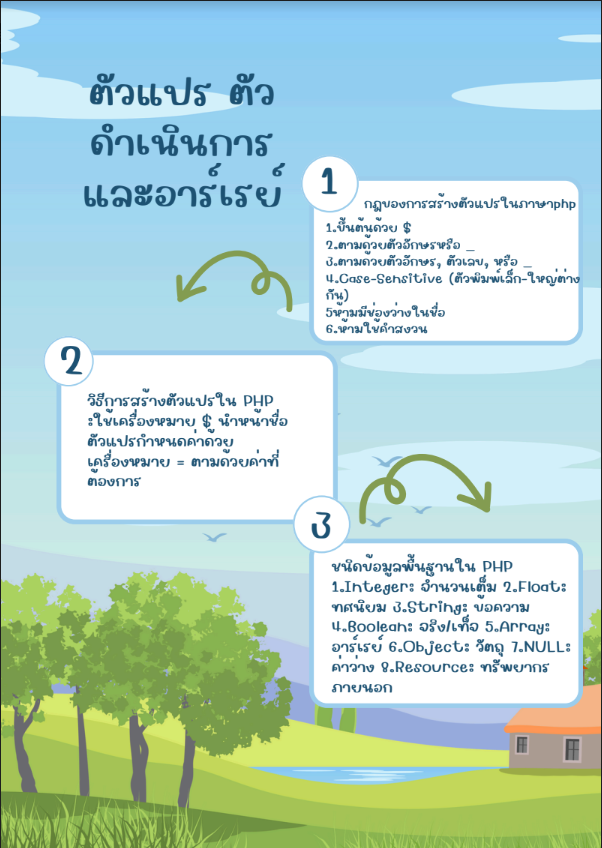 ตัวแปร ตัว
ดำเนินการ
และอาร์เรย์
1
กฎของการสร้างตัวแปรในภาษาphp
1.ขึ้นต้นด้วย $
2.ตามด้วยตัวอักษรหรือ _
3.ตามด้วยตัวอักษร, ตัวเลข, หรือ _
4.Case-Sensitive (ตัวพิมพ์เล็ก-ใหญ่ต่าง
กัน)
5ห้ามมีช่องว่างในชื่อ
6.ห้ามใช้คำสงวน
2
วิธีการสร้างตัวแปรใน PHP
:ใช้เครื่องหมาย $ นำหน้าชื่อ
ตัวแปรกำหนดค่าด้วย
เครื่องหมาย = ตามด้วยค่าที่
ต้องการ
3
ชนิดข้อมูลพื้นฐานใน PHP
1.Integer: จำนวนเต็ม 2.Float:
ทศนิยม 3.String: ข้อความ
4.Boolean: จริง/เท็จ 5.Array:
อาร์เรย์ 6.Object: วัตถุ 7.NULL:
ค่าว่าง 8.Resource: ทรัพยากร
ภายนอก